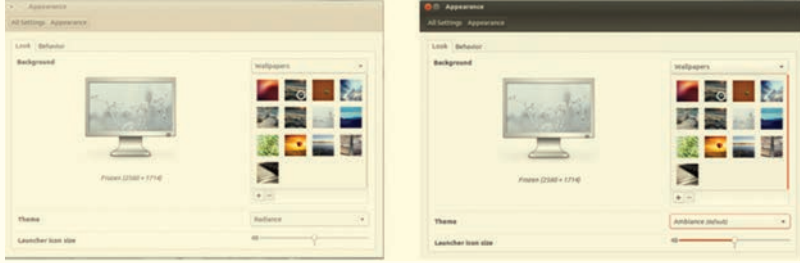 Appearance
All Settings Appearance
Look Behavior
Background
Wallpapers
Frozen (2560 × 1714)
+ −
Theme
Radiance
Launcher icon size
48
Appearance
All Settings Appearance
Look Behavior
Background
Wallpapers
Frozen (2560 × 1714)
+ −
Theme
Ambiance (default)
Launcher icon size
48